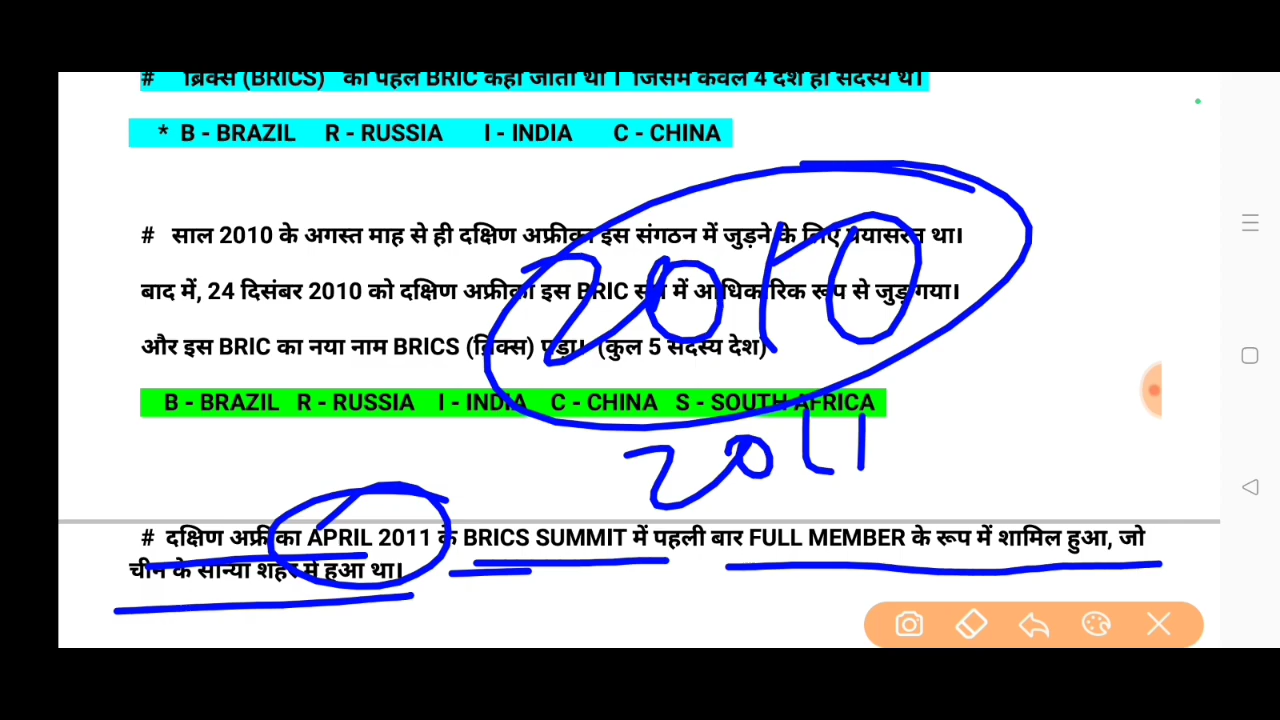 # ब्रिक्स (BRICS) को पहले BRIC कहा जाता था । जिसमें केवल 4 देश ही सदस्य थे।
* B - BRAZIL R - RUSSIA I - INDIA C - CHINA
# साल 2010 के अगस्त माह से ही दक्षिण अफ्रीका इस संगठन में जुड़ने के लिए प्रयासरत था।
बाद में, 24 दिसंबर 2010 को दक्षिण अफ्रीका इस BRIC में आधिकारिक रूप से जुड़ गया।
और इस BRIC का नया नाम BRICS (ब्रिक्स) पड़ा। (कुल 5 सदस्य देश)
2010
B - BRAZIL R - RUSSIA I - INDIA C - CHINA S - SOUTH AFRICA
2011
# दक्षिण अफ्रीका APRIL 2011 के BRICS SUMMIT में पहली बार FULL MEMBER के रूप में शामिल हुआ, जो
चीन के सान्या शहर में हुआ था।